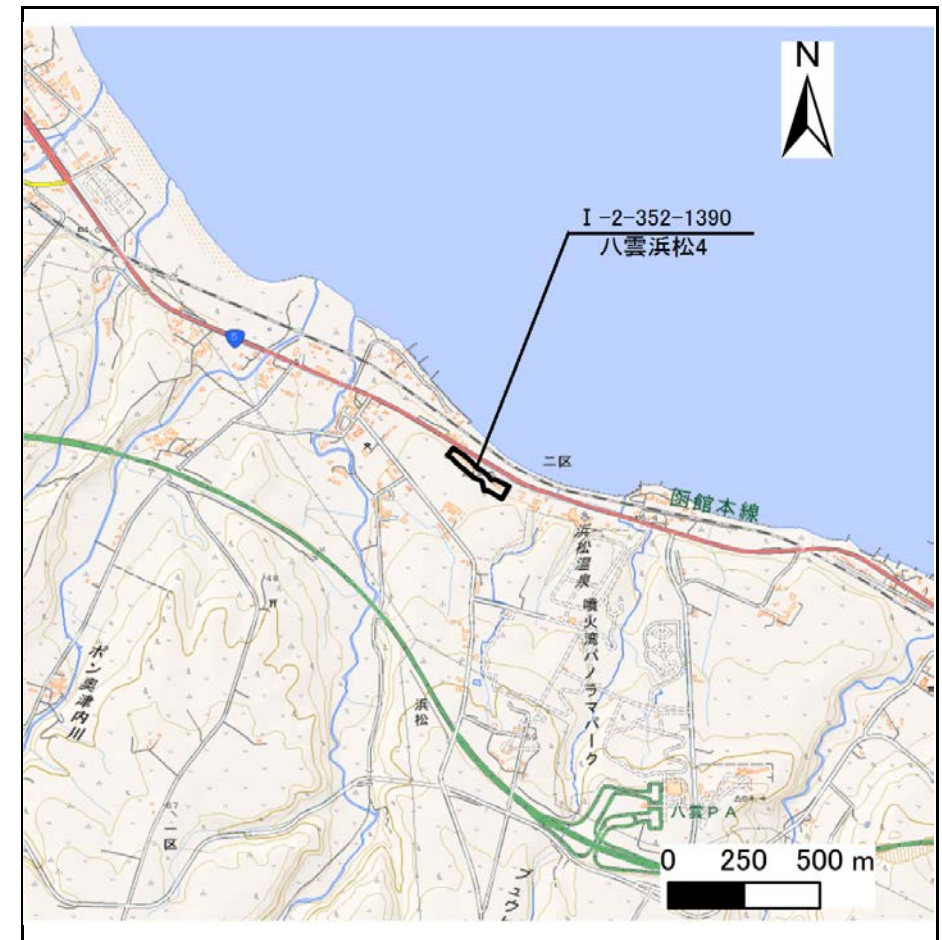 N
I-2-352-1390
八雲浜松4
5
二区
函館本線
浜松温泉
噴火湾パノラマパーク
ポン奥津内川
浜松
一区
八雲PA
0 250 500 m